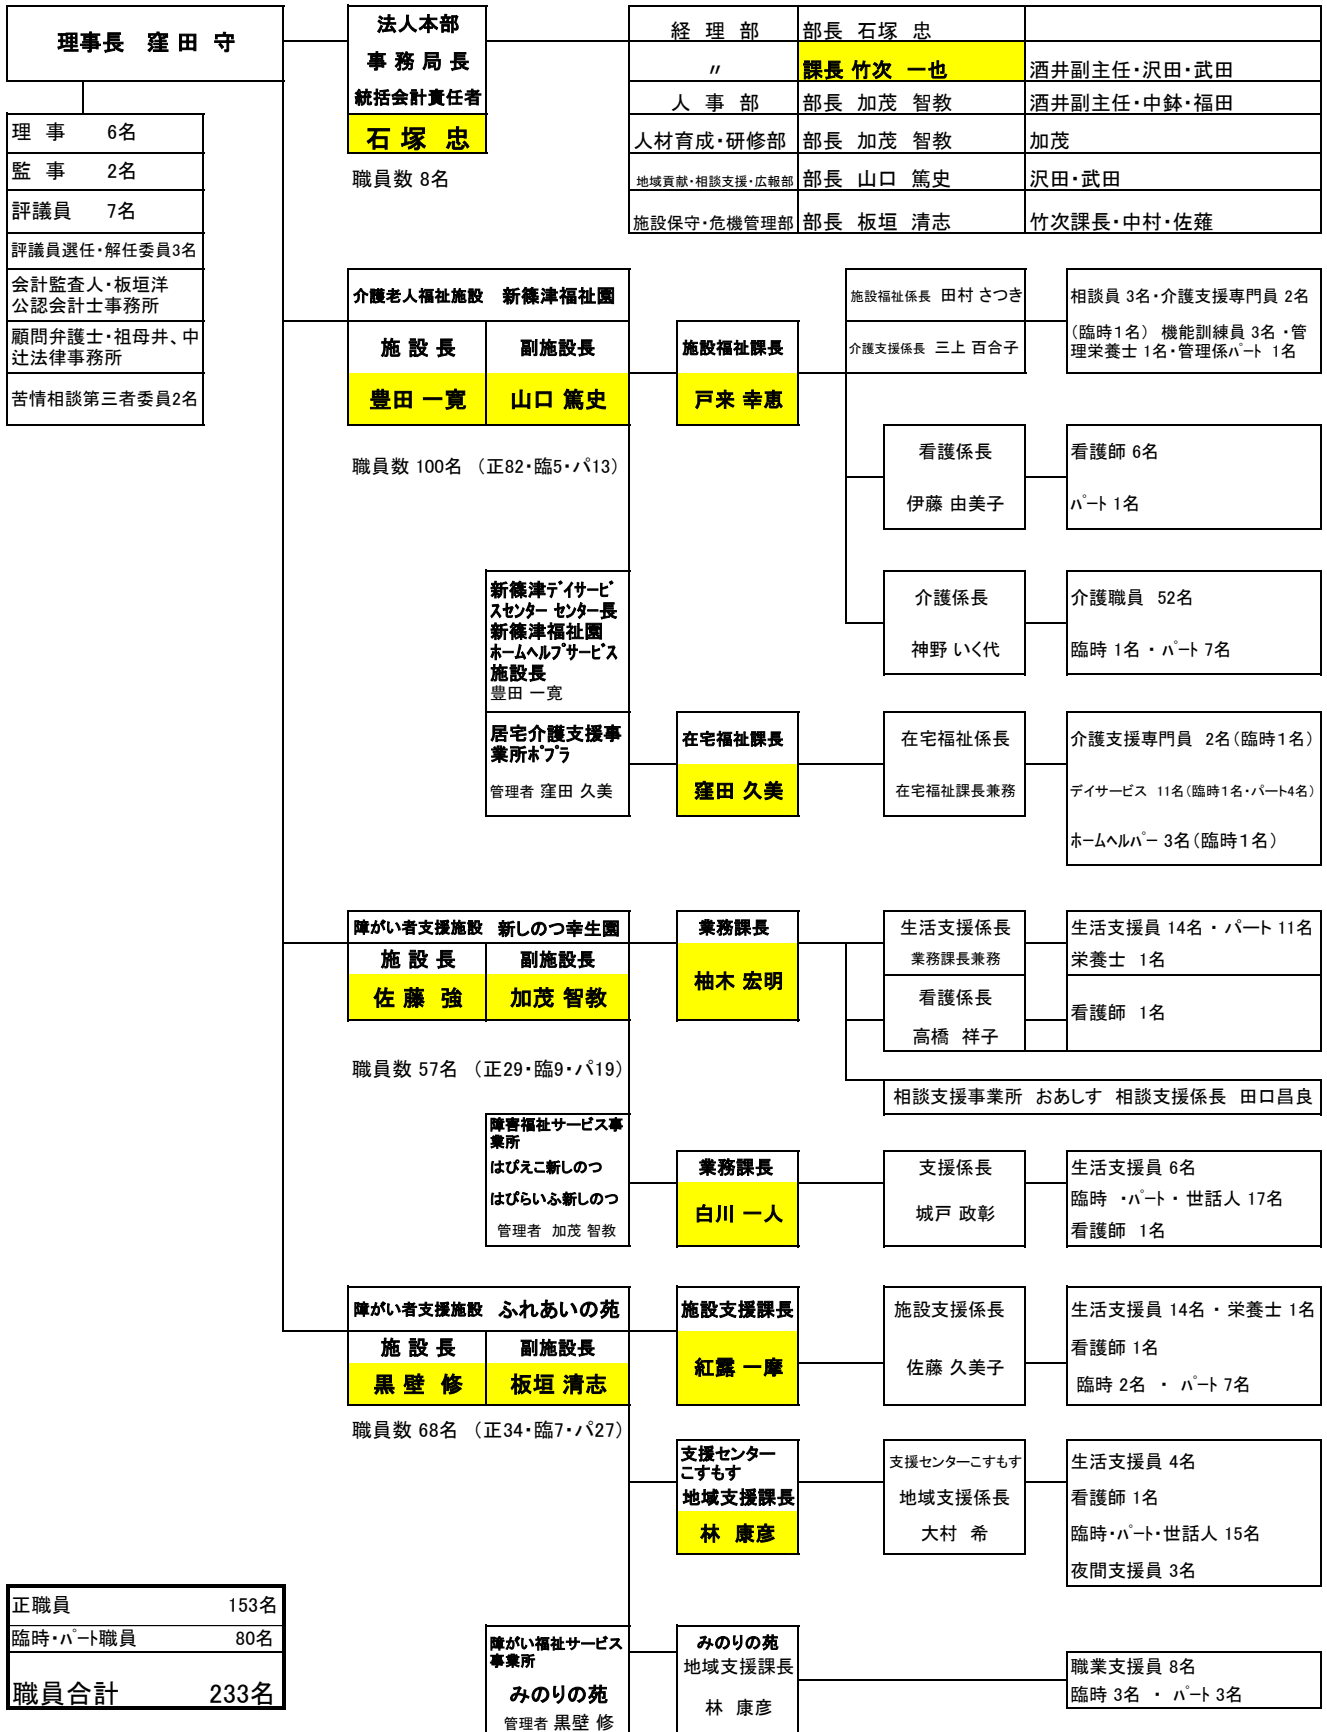 理事長 窪 田 守
理 事 6名
監 事 2名
評議員 7名
評議員選任・解任委員3名
会計監査人・板垣洋
公認会計士事務所
顧問弁護士・祖母井、中
辻法律事務所
苦情相談第三者委員2名
法人本部
事 務 局 長
統括会計責任者
石 塚 忠
職員数 8名
経 理 部 部長 石塚 忠
〃 課長 竹次 一也 酒井副主任・沢田・武田
人 事 部 部長 加茂 智教 酒井副主任・中鉢・福田
人材育成・研修部 部長 加茂 智教 加茂
地域貢献・相談支援・広報部 部長 山口 篤史 沢田・武田
施設保守・危機管理部 部長 板垣 清志 竹次課長・中村・佐薙
介護老人福祉施設 新篠津福祉園
施 設 長 副施設長
豊田 一寛 山口 篤史
職員数 100名 (正82・臨5・パ13)
施設福祉課長
戸来 幸恵
施設福祉係長 田村 さつき
介護支援係長 三上 百合子
相談員 3名・介護支援専門員 2名
(臨時1名) 機能訓練員 3名 ・管
理栄養士 1名・管理係パート 1名
看護係長
伊藤 由美子
看護師 6名
パート 1名
介護係長
神野 いく代
介護職員 52名
臨時 1名 ・ パート 7名
新篠津デイサービ
スセンター センター長
新篠津福祉園
ホームヘルプサービス
施設長
豊田 一寛
居宅介護支援事
業所ポプラ
管理者 窪田 久美
在宅福祉課長
窪田 久美
在宅福祉係長
在宅福祉課長兼務
介護支援専門員 2名(臨時1名)
デイサービス 11名(臨時1名・パート4名)
ホームヘルパー 3名(臨時1名)
障がい者支援施設 新しのつ幸生園
施 設 長 副施設長
佐 藤 強 加茂 智教
職員数 57名 (正29・臨9・パ19)
業務課長
柚木 宏明
生活支援係長
業務課長兼務
生活支援員 14名 ・ パート 11名
栄養士 1名
看護係長
高橋 祥子
看護師 1名
相談支援事業所 おあしす 相談支援係長 田口昌良
障害福祉サービス事
業所
はぴえこ新しのつ
はぴらいふ新しのつ
管理者 加茂 智教
業務課長
白川 一人
支援係長
城戸 政彰
生活支援員 6名
臨時 ・パート・ 世話人 17名
看護師 1名
障がい者支援施設 ふれあいの苑
施 設 長 副施設長
黒 壁 修 板垣 清志
職員数 68名 (正34・臨7・パ27)
施設支援課長
紅露 一摩
施設支援係長
佐藤 久美子
生活支援員 14名 ・ 栄養士 1名
看護師 1名
臨時 2名 ・ パート 7名
支援センター
こすもす
地域支援課長
林 康彦
支援センターこすもす
地域支援係長
大村 希
生活支援員 4名
看護師 1名
臨時・パート・世話人 15名
夜間支援員 3名
障がい福祉サービス
事業所
みのりの苑
管理者 黒壁 修
みのりの苑
地域支援課長
林 康彦
職業支援員 8名
臨時 3名 ・ パート 3名
正職員 153名
臨時・パート職員 80名
職員合計 233名